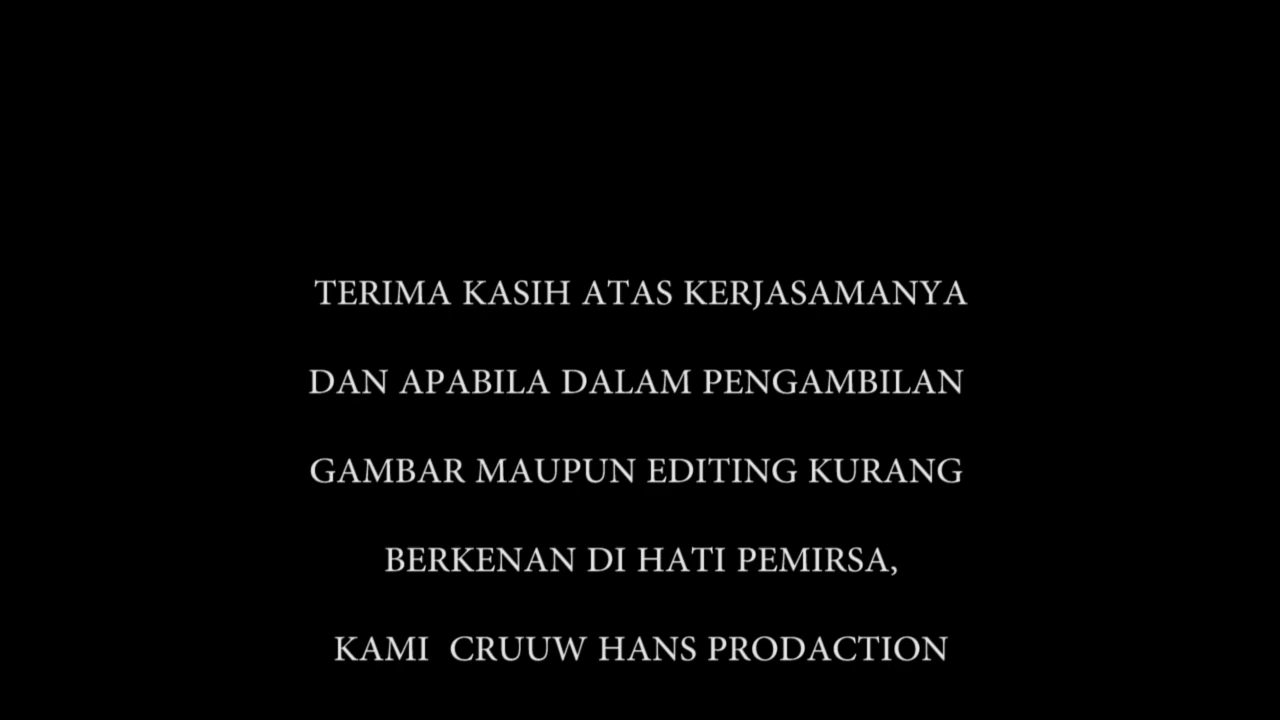 TERIMA KASIH ATAS KERJASAMANYA
DAN APABILA DALAM PENGAMBILAN
GAMBAR MAUPUN EDITING KURANG
BERKENAN DI HATI PEMIRSA,
KAMI  CRUUW HANS PRODACTION